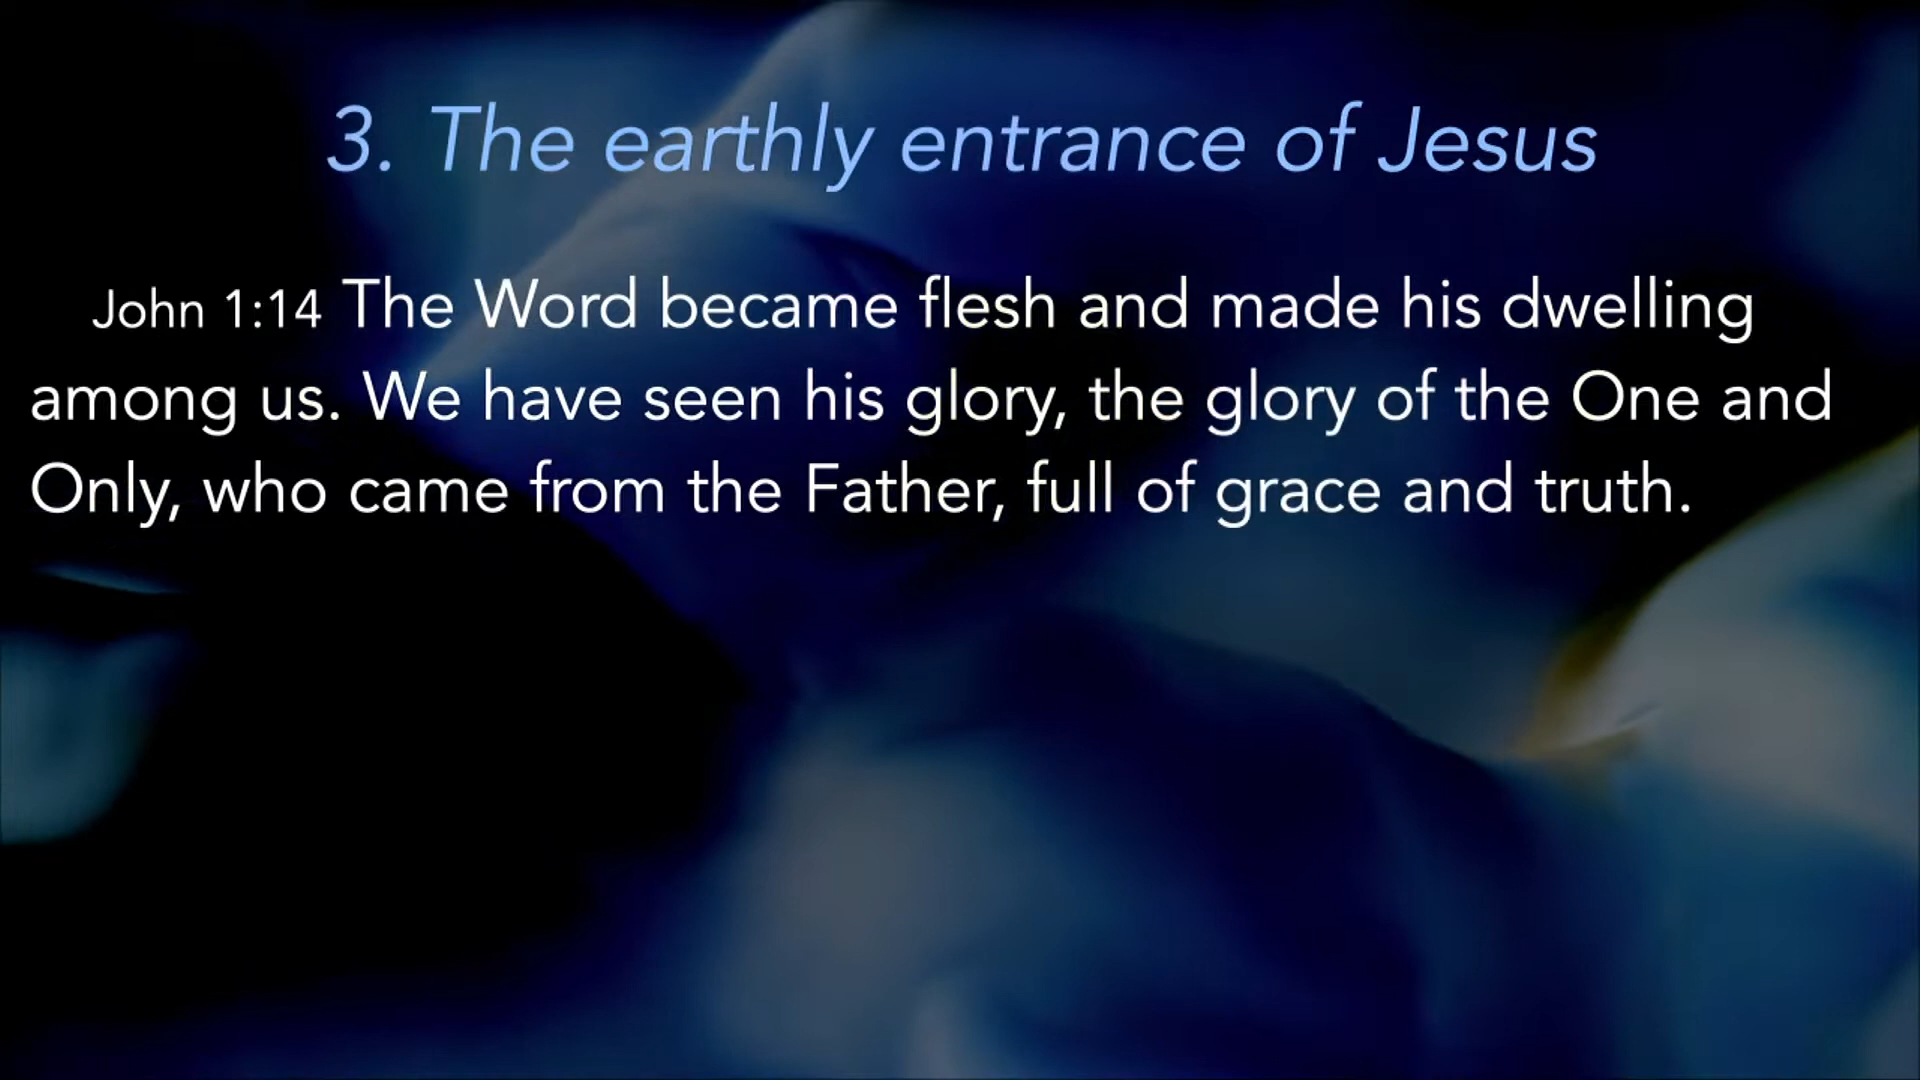 3. The earthly entrance of Jesus
John 1:14 The Word became flesh and made his dwelling
among us. We have seen his glory, the glory of the One and
Only, who came from the Father, full of grace and truth.